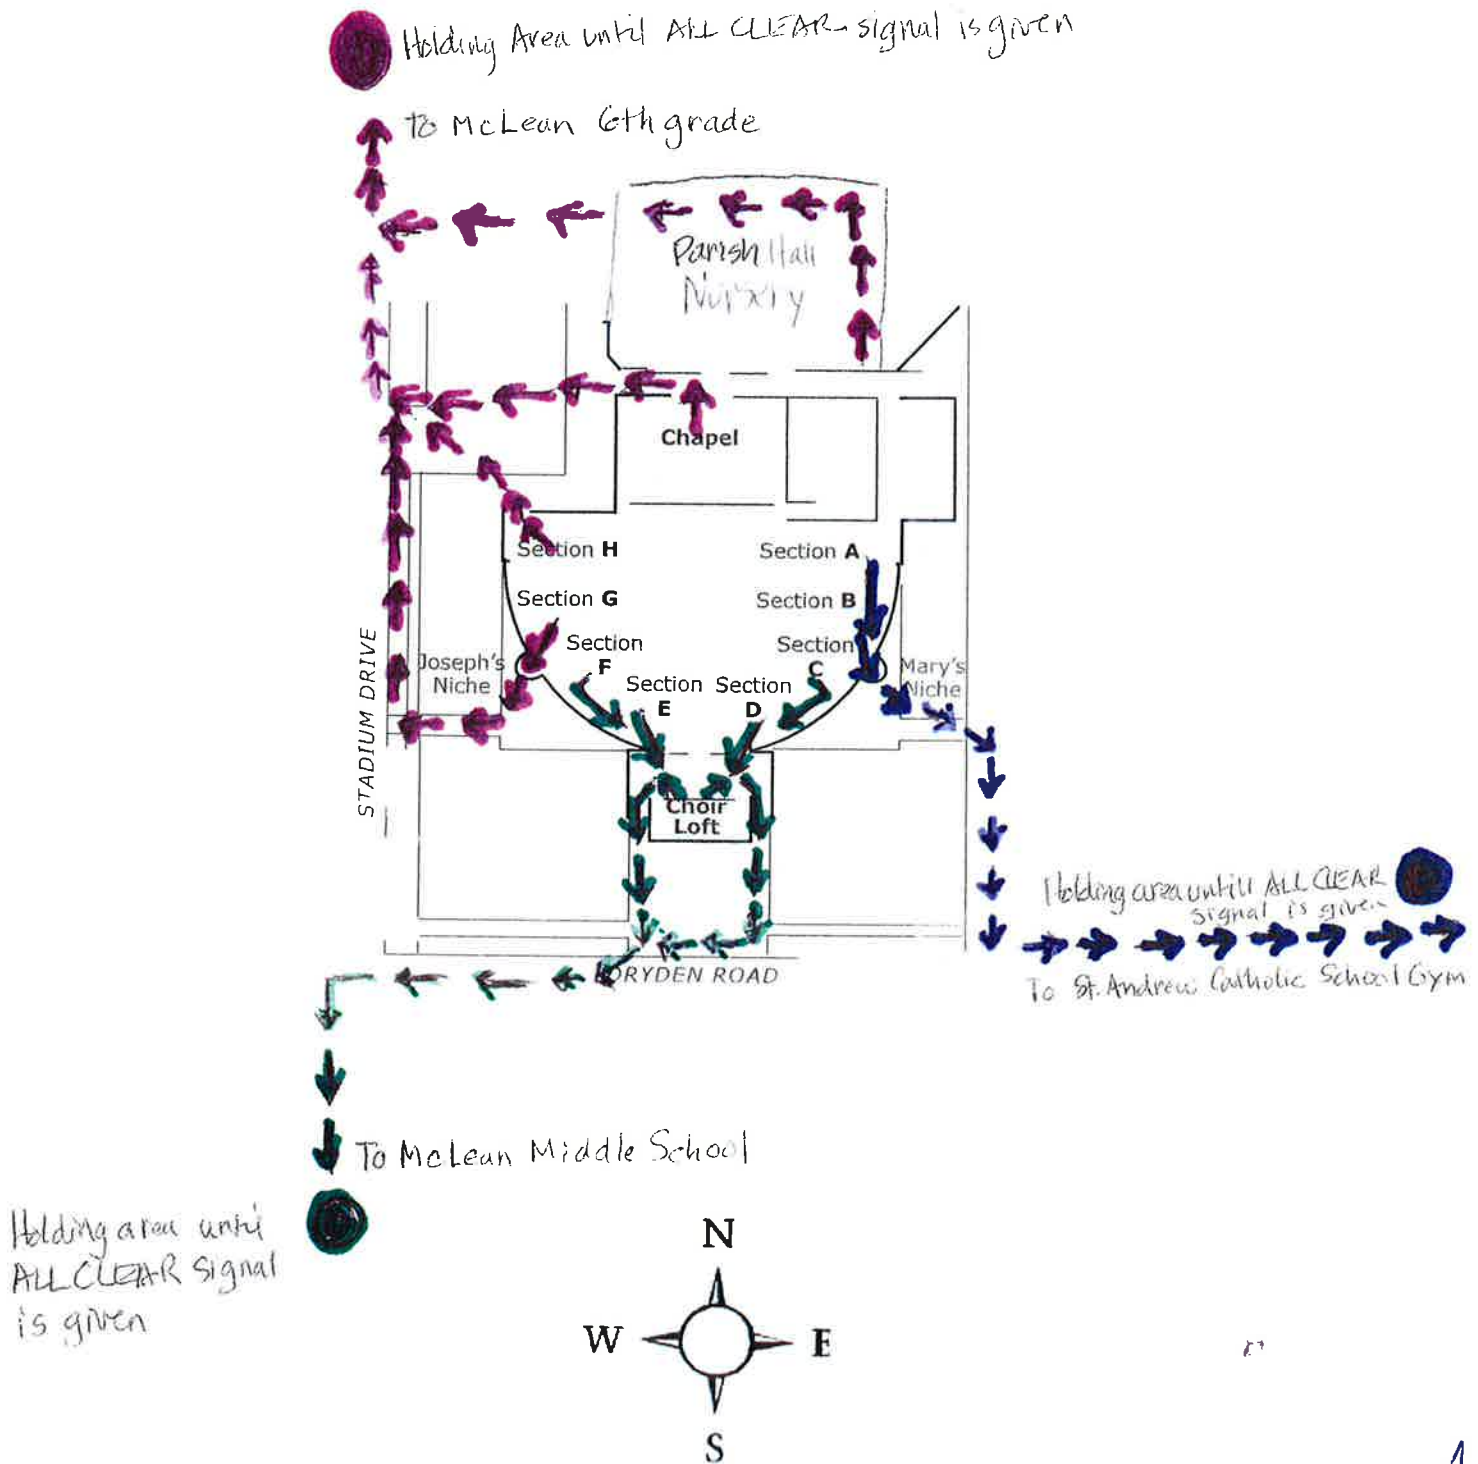 Holding Area until ALL CLEAR signal is given
to McLean 6th grade
Parish Hall
Nursery
Chapel
Section H
Section A
Section G
Section B
Section
F
Section
C
Joseph's
Niche
Mary's
Niche
Section
E
Section
D
STADIUM DRIVE
Choir
Loft
Holding area untill ALL CLEAR
signal is given
DRYDEN ROAD
To St. Andrew Catholic School Gym
To McLean Middle School
Holding area until
ALL CLEAR signal
is given
N
W
E
S